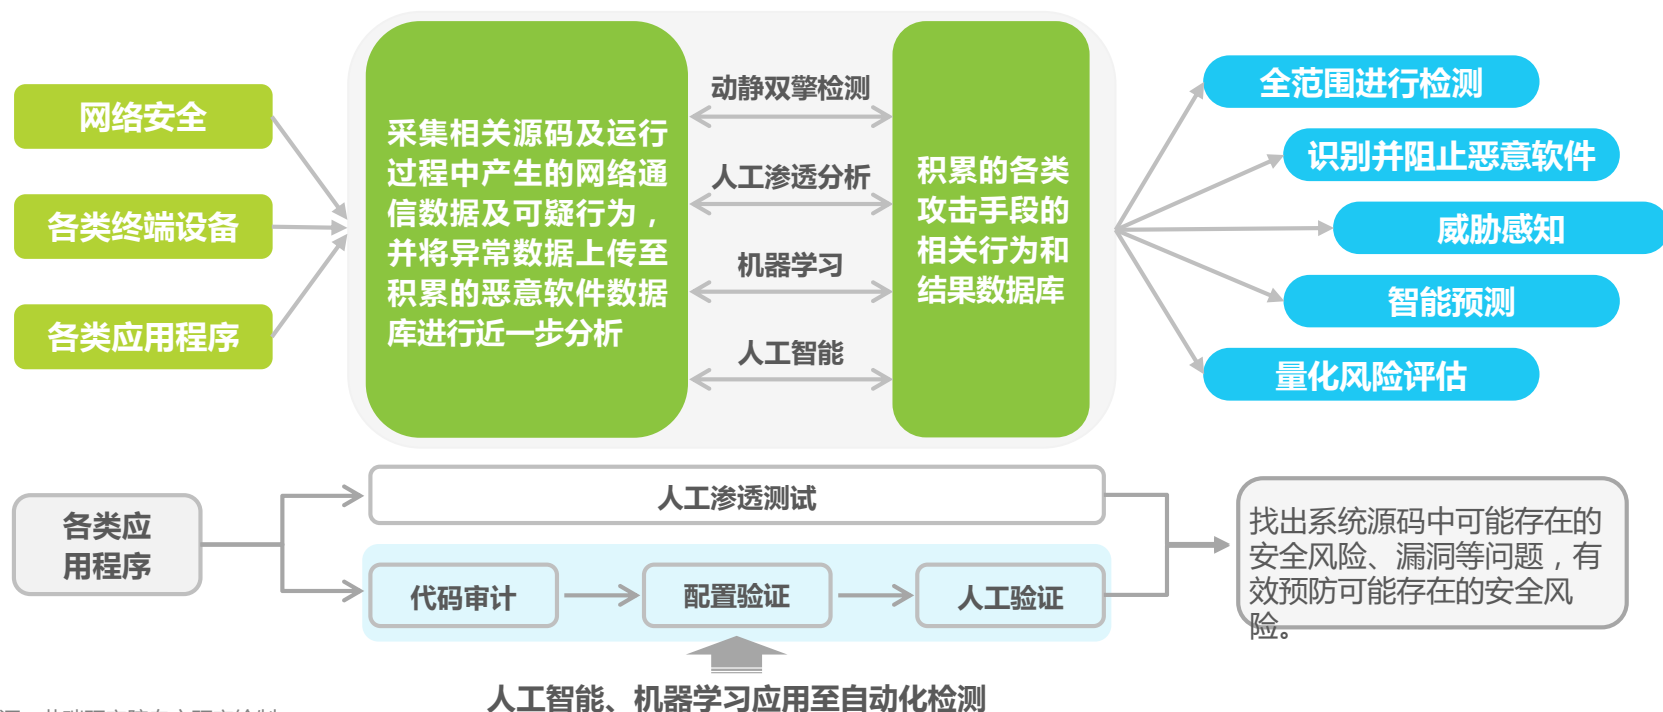 网络安全
各类终端设备
各类应用程序
采集相关源码及运行
过程中产生的网络通
信数据及可疑行为，
并将异常数据上传至
积累的恶意软件数据
库进行近一步分析
动静双擎检测
人工渗透分析
机器学习
人工智能
积累的各类
攻击手段的
相关行为和
结果数据库
全范围进行检测
识别并阻止恶意软件
威胁感知
智能预测
量化风险评估
各类应
用程序
人工渗透测试
代码审计
配置验证
人工验证
找出系统源码中可能存在的
安全风险、漏洞等问题，有
效预防可能存在的安全风
险。
人工智能、机器学习应用至自动化检测